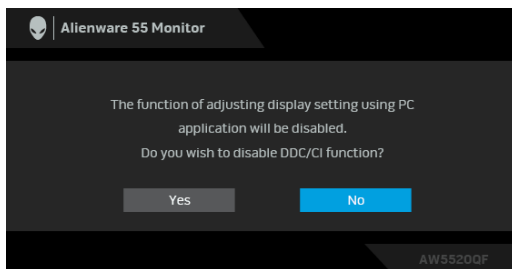 Alienware 55 Monitor
The function of adjusting display setting using PC
application will be disabled.
Do you wish to disable DDC/CI function?
Yes
No
AW5520QF